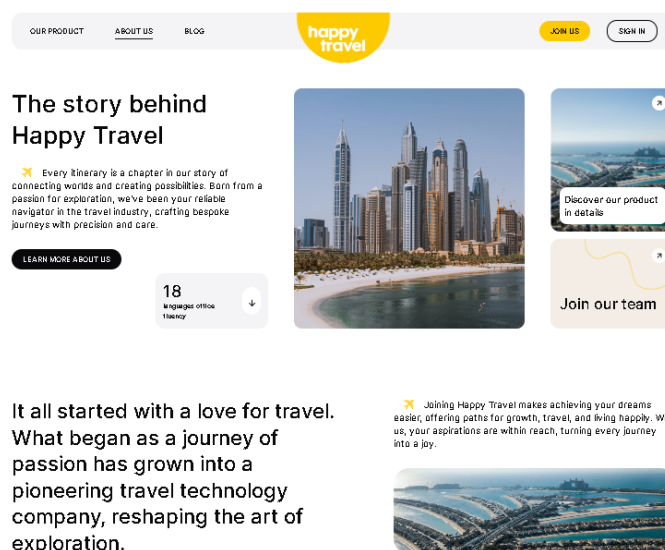 OUR PRODUCT
ABOUT US
BLOG
happy
travel
JOIN US
SIGN IN
The story behind
Happy Travel
Every itinerary is a chapter in our story of
connecting worlds and creating possibilities. Born from a
passion for exploration, we've been your reliable
navigator in the travel industry, crafting bespoke
journeys with precision and care.
LEARN MORE ABOUT US
18
languages office
fluency
Discover our product
in details
Join our team
It all started with a love for travel.
What began as a journey of
passion has grown into a
pioneering travel technology
company, reshaping the art of
exploration.
Joining Happy Travel makes achieving your dreams
easier, offering paths for growth, travel, and living happily. W
us, your aspirations are within reach, turning every journey
into a joy.